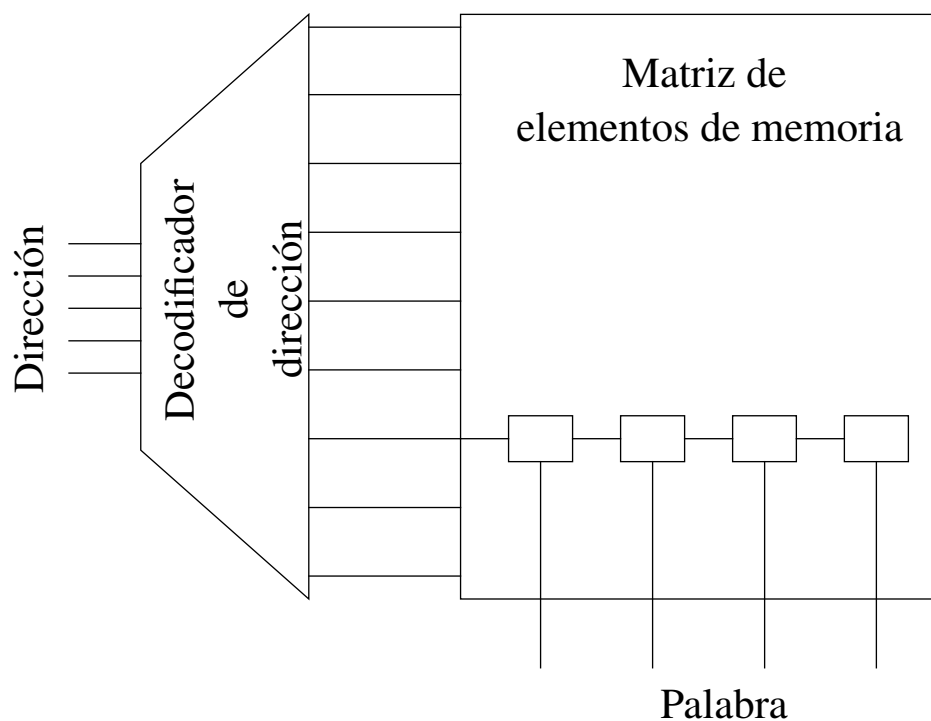 Dirección
Decodificador
de
dirección
Matriz de
elementos de memoria
Palabra